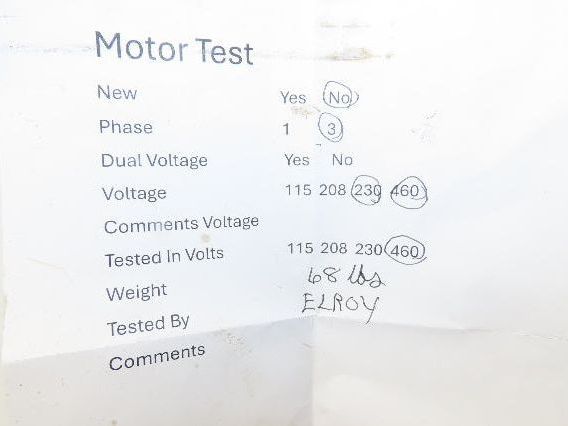 Motor Test
New Yes No
Phase 1 3
Dual Voltage Yes No
Voltage 115 208 230 460
Comments Voltage
Tested In Volts 115 208 230 460
Weight 68 lbs
Tested By ELROY
Comments